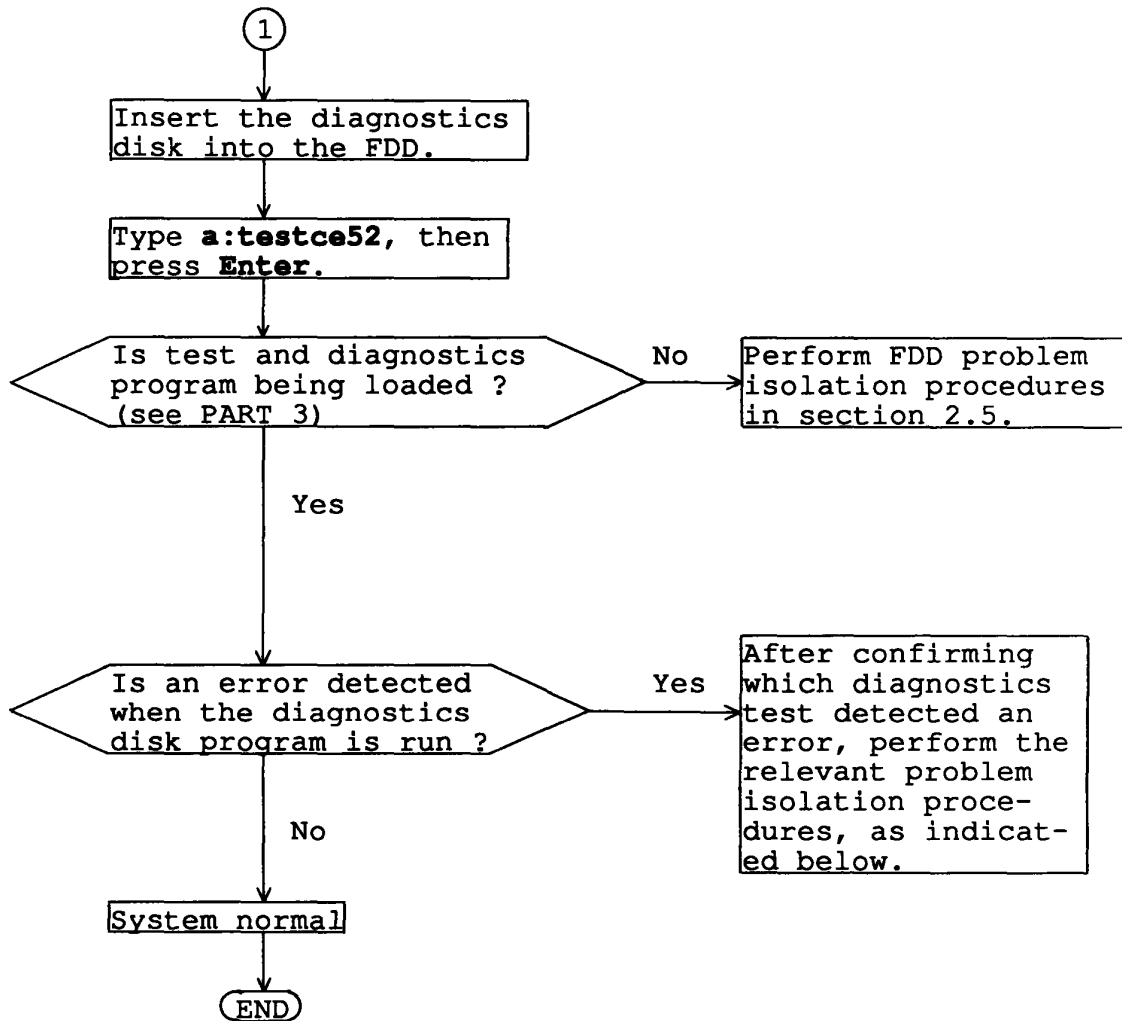 1
Insert the diagnostics
disk into the FDD.
Type a:testce52, then
press Enter.
Is test and diagnostics
program being loaded ?
(see PART 3)
No
Perform FDD problem
isolation procedures
in section 2.5.
Yes
Is an error detected
when the diagnostics
disk program is run ?
Yes
After confirming
which diagnostics
test detected an
error, perform the
relevant problem
isolation proce-
dures, as indicat-
ed below.
No
System normal
END